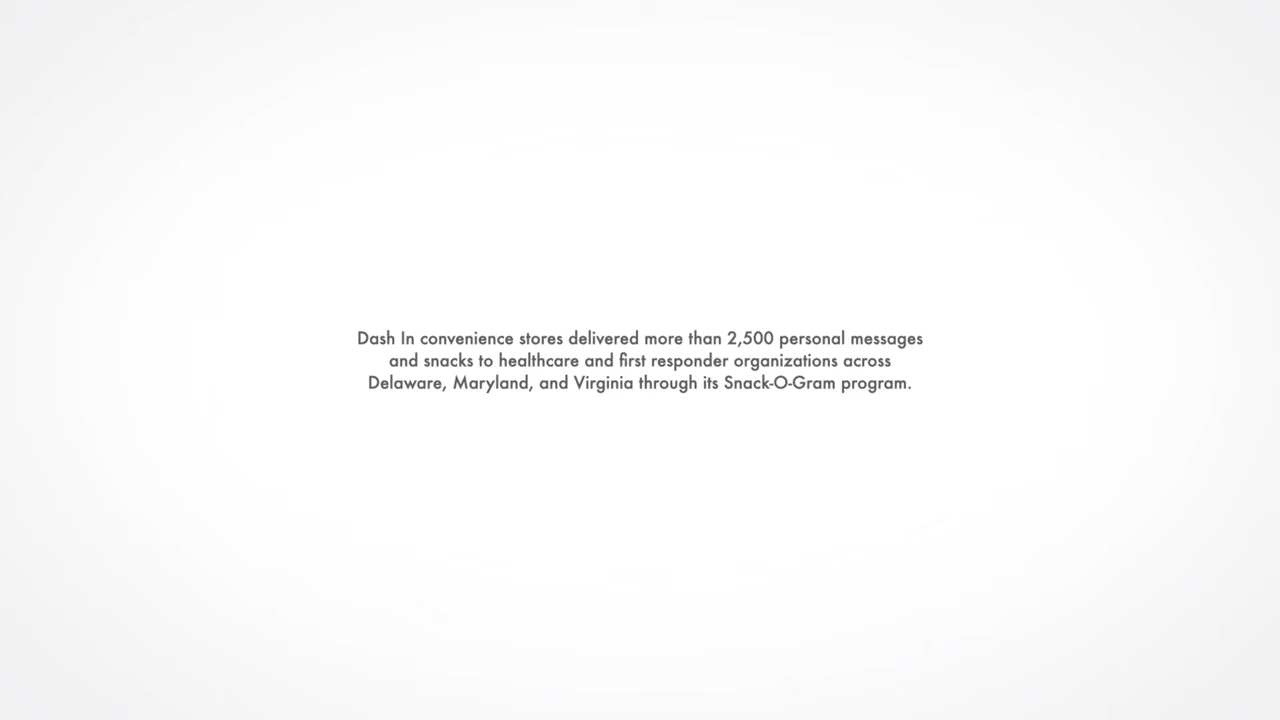 Dash In convenience stores delivered more than 2,500 personal messages
and snacks to healthcare and first responder organizations across
Delaware, Maryland, and Virginia through its Snack-O-Gram program.